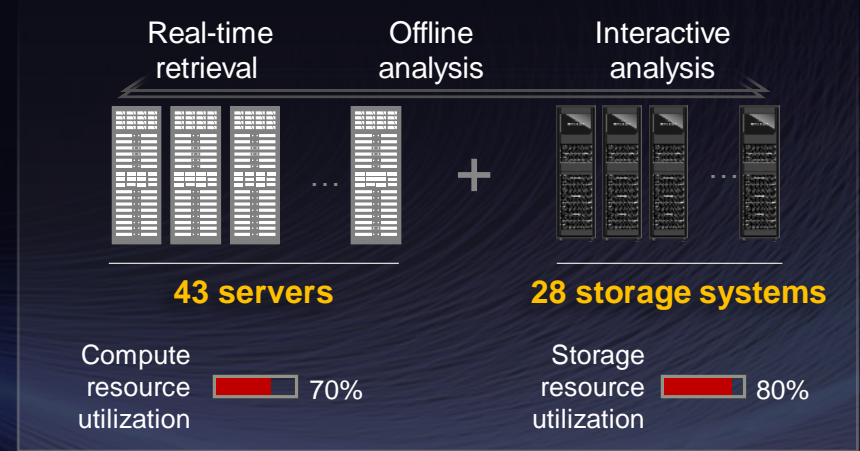 Real-time
retrieval
Offline
analysis
Interactive
analysis
...
+
...
43 servers
28 storage systems
Compute
resource
utilization
70%
Storage
resource
utilization
80%